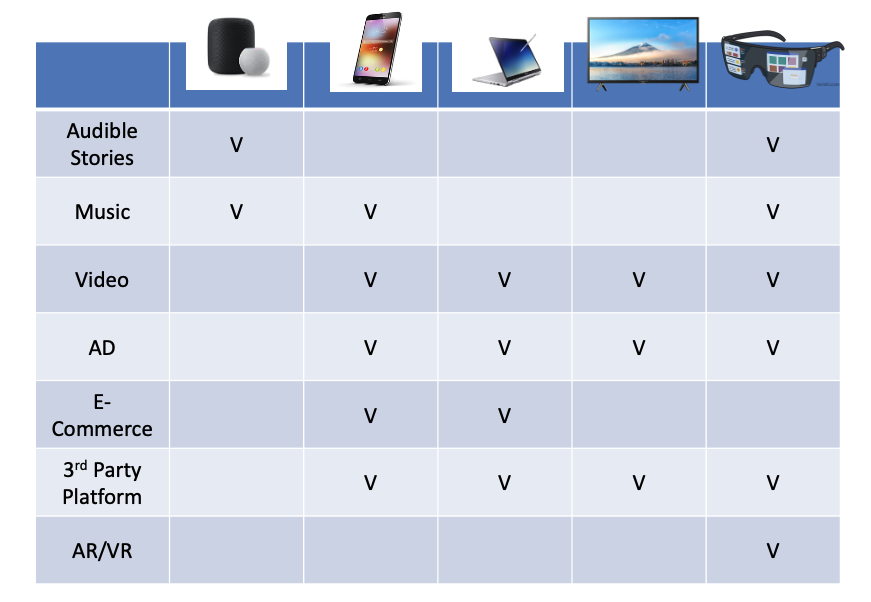 Audible
Stories V V
Music V V V
Video V V V V
AD V V V V
E-
Commerce V V
3rd Party
Platform V V V V
AR/VR V